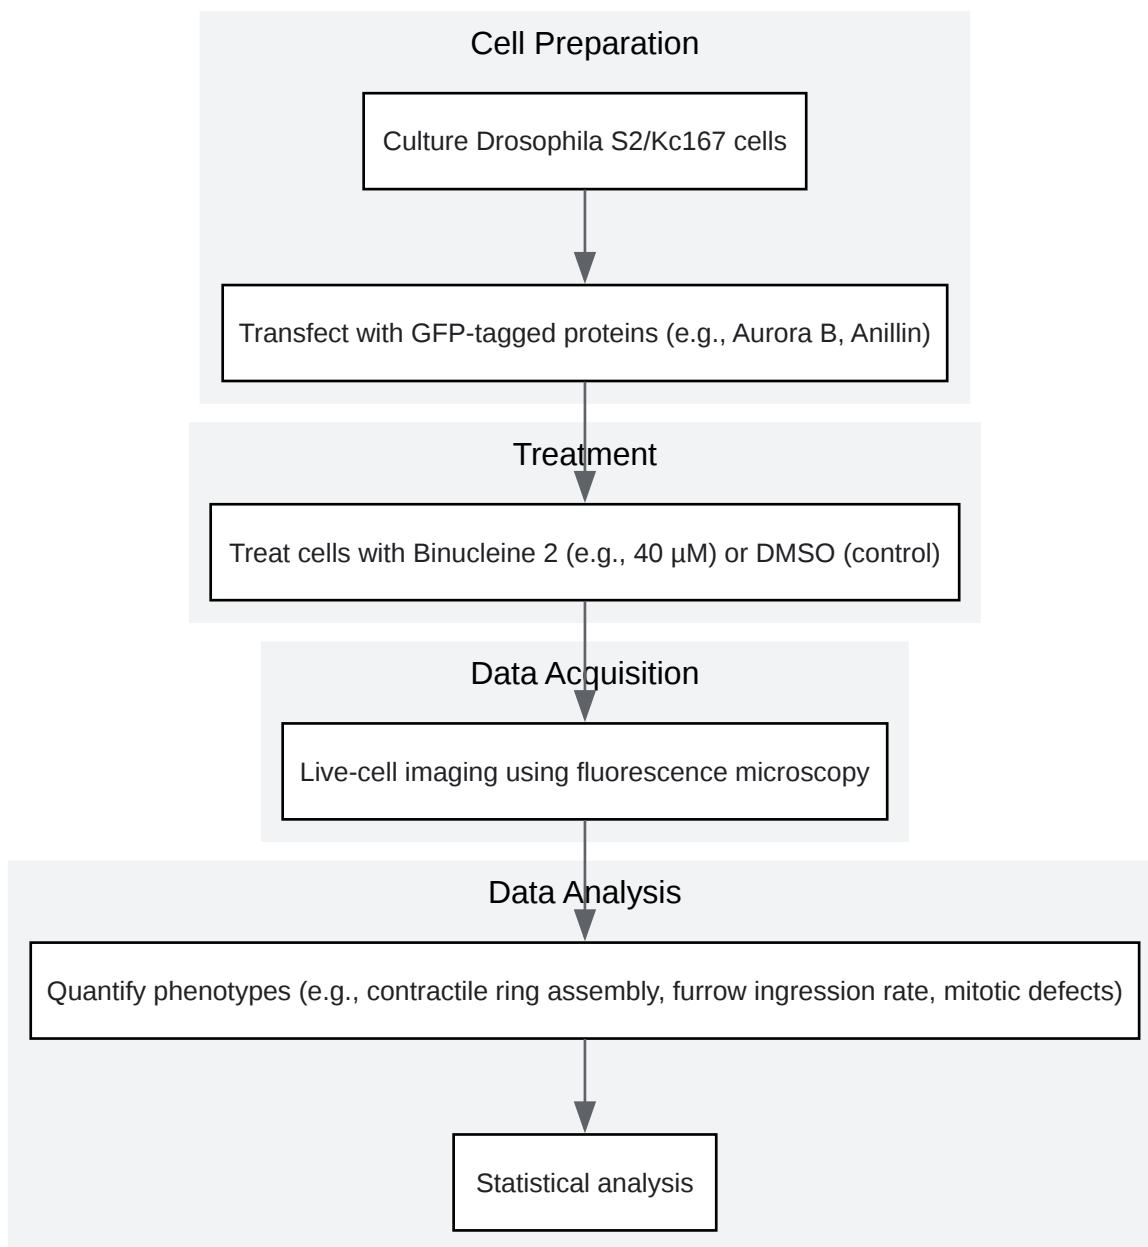 Cell Preparation
Culture Drosophila S2/Kc167 cells
Transfect with GFP-tagged proteins (e.g., Aurora B, Anillin)
Treatment
Treat cells with Binucleine 2 (e.g., 40 µM) or DMSO (control)
Data Acquisition
Live-cell imaging using fluorescence microscopy
Data Analysis
Quantify phenotypes (e.g., contractile ring assembly, furrow ingression rate, mitotic defects)
Statistical analysis